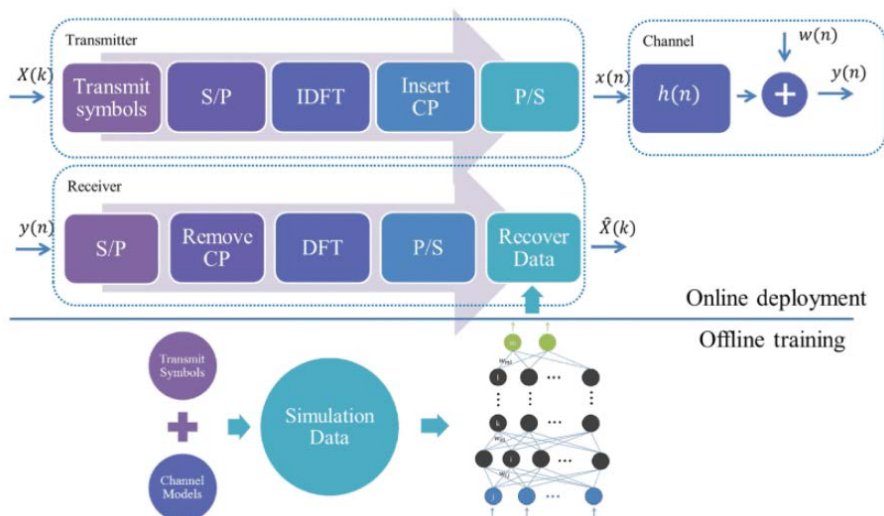 Transmitter
X(k)
Transmit
symbols
S/P
IDFT
Insert
CP
P/S
x(n)
Channel
h(n)
w(n)
+
y(n)
Receiver
y(n)
S/P
Remove
CP
DFT
P/S
Recover
Data
X̂(k)
Online deployment
Offline training
Transmit
Symbols
+
Channel
Models
Simulation
Data
l
...
k
...
i
...
j
...